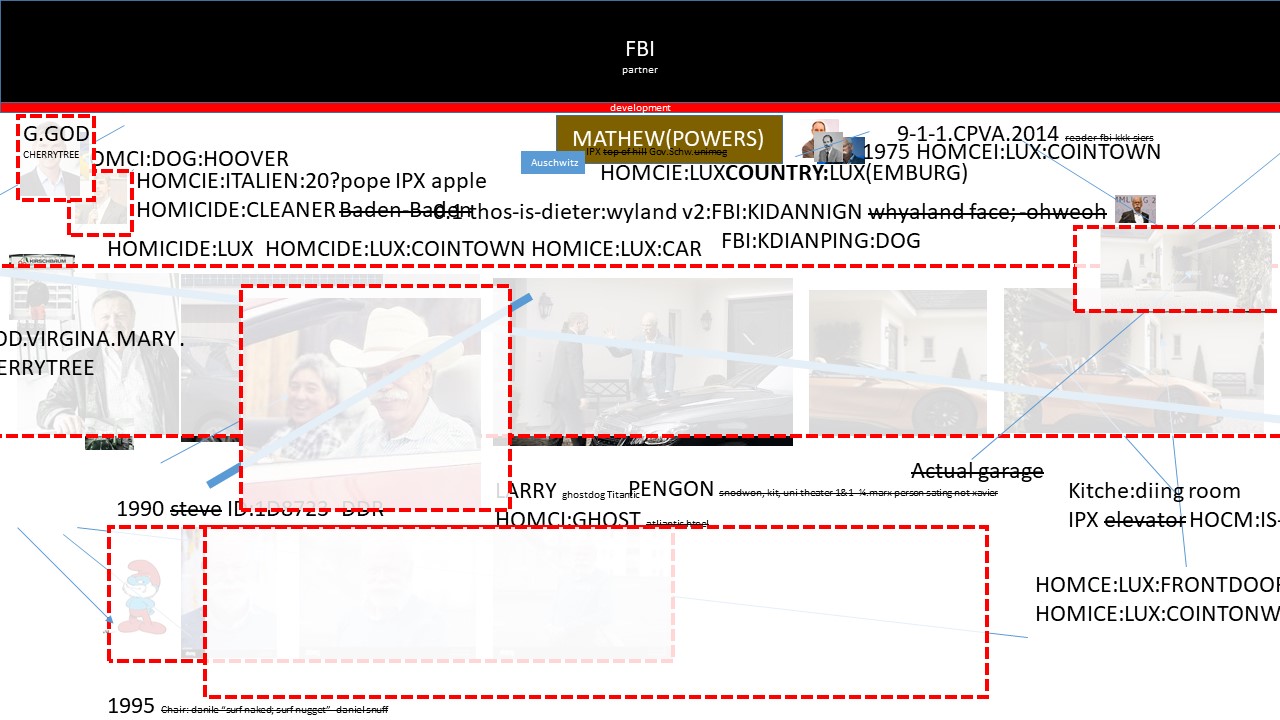 FBI
partner
development
G.GOD
CHERRYTREE
OMCI:DOG:HOOVER
MATHEW(POWERS)
IPX top of hill Gov.Schw.unimog
Auschwitz
9-1-1.CPVA.2014 reader fbi kkk siers
1975 HOMCEI:LUX:COINTOWN
HOMCIE:LUXCOUNTRY:LUX(EMBURG)
HOMCIE:ITALIEN:20?pope IPX apple
HOMICIDE:CLEANER Baden-Baden
0.1 thos-is-dieter:wyland v2:FBI:KIDANNIGN whyaland face; -ohweoh
FBI:KDIANPING:DOG
HOMICIDE:LUX HOMCIDE:LUX:COINTOWN HOMICE:LUX:CAR
KIRSCHBAUM
OD.VIRGINA.MARY.
ERRYTREE
Actual garage
1990 steve ID:1D8723 DDR
LARRY ghostdog Titantic
PENGON snodwon, kit, uni theater 1&1 ¼.marx person sating not xavier
HOMCI:GHOST atlantic htoel
Kitche:diing room
IPX elevator HOCM:IS-
HOMCE:LUX:FRONTDOOR
HOMICE:LUX:COINTONW
1995 Chair: danile "surf naked; surf nugget" daniel snuff